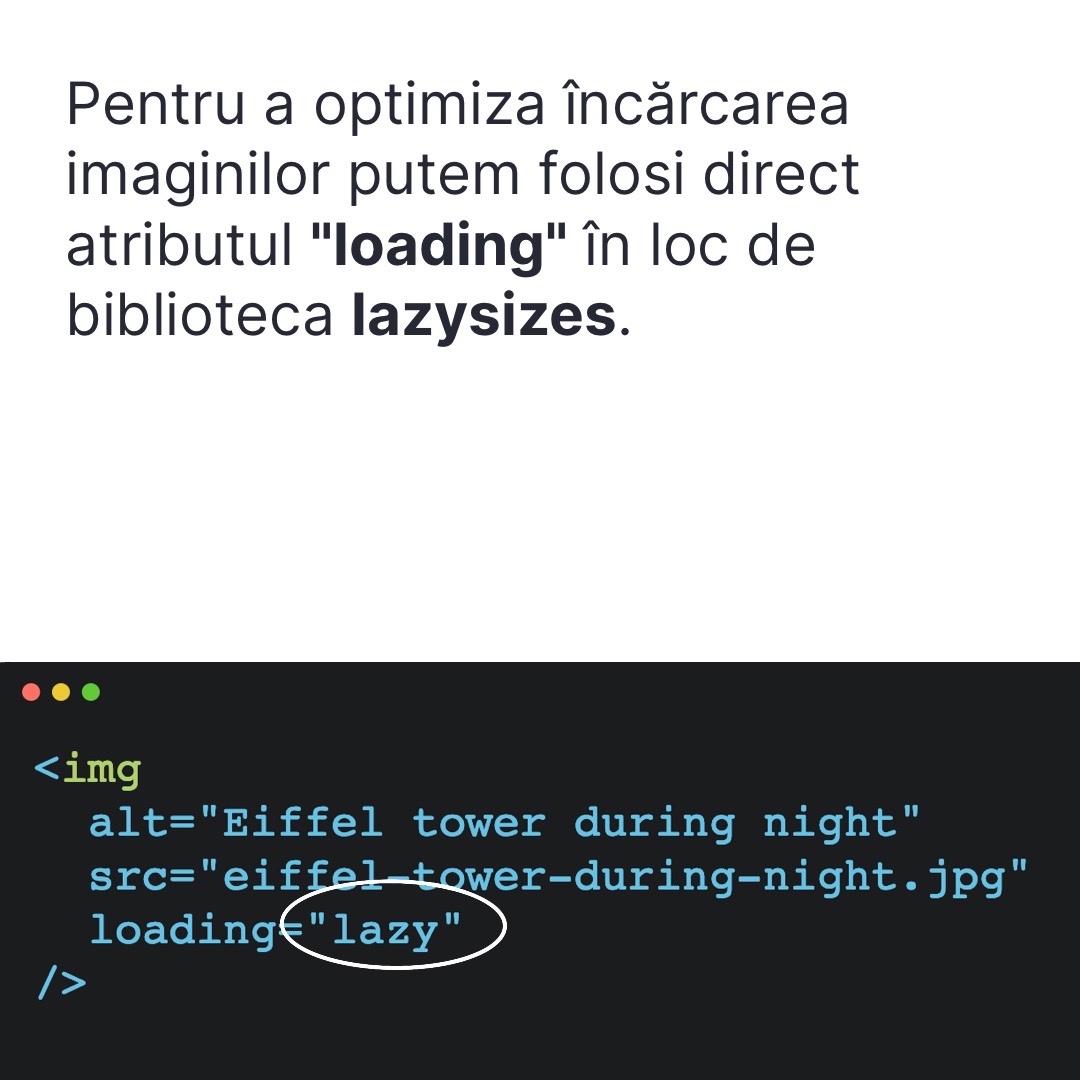 Pentru a optimiza încărcarea
imaginilor putem folosi direct
atributul "loading" în loc de
biblioteca lazysizes.
<img
alt="Eiffel tower during night"
src="eiffel-tower-during-night.jpg"
loading="lazy"
/>